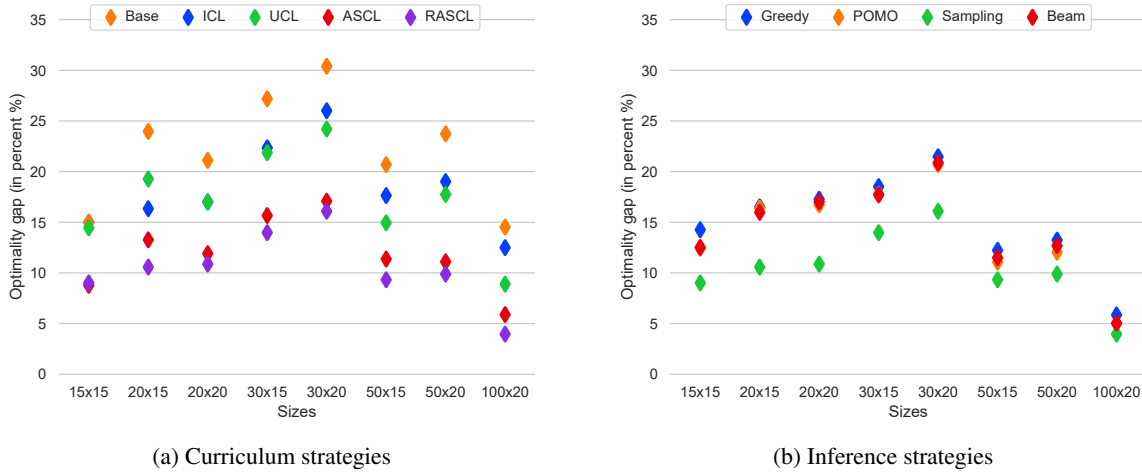 Base ICL UCL ASCL RASCL
Optimality gap (in percent %)
35
30
25
20
15
10
5
0
15x15 20x15 20x20 30x15 30x20 50x15 50x20 100x20
Sizes
(a) Curriculum strategies
Greedy POMO Sampling Beam
Optimality gap (in percent %)
35
30
25
20
15
10
5
0
15x15 20x15 20x20 30x15 30x20 50x15 50x20 100x20
Sizes
(b) Inference strategies